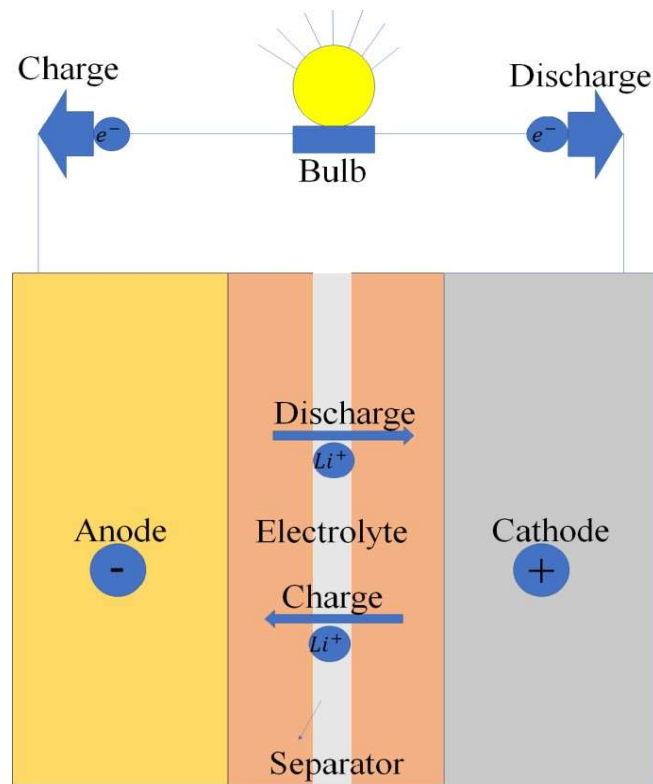 Charge
Discharge
e⁻
e⁻
Bulb
Discharge
Li⁺
Anode
Electrolyte
Cathode
-
+
Charge
Li⁺
Separator